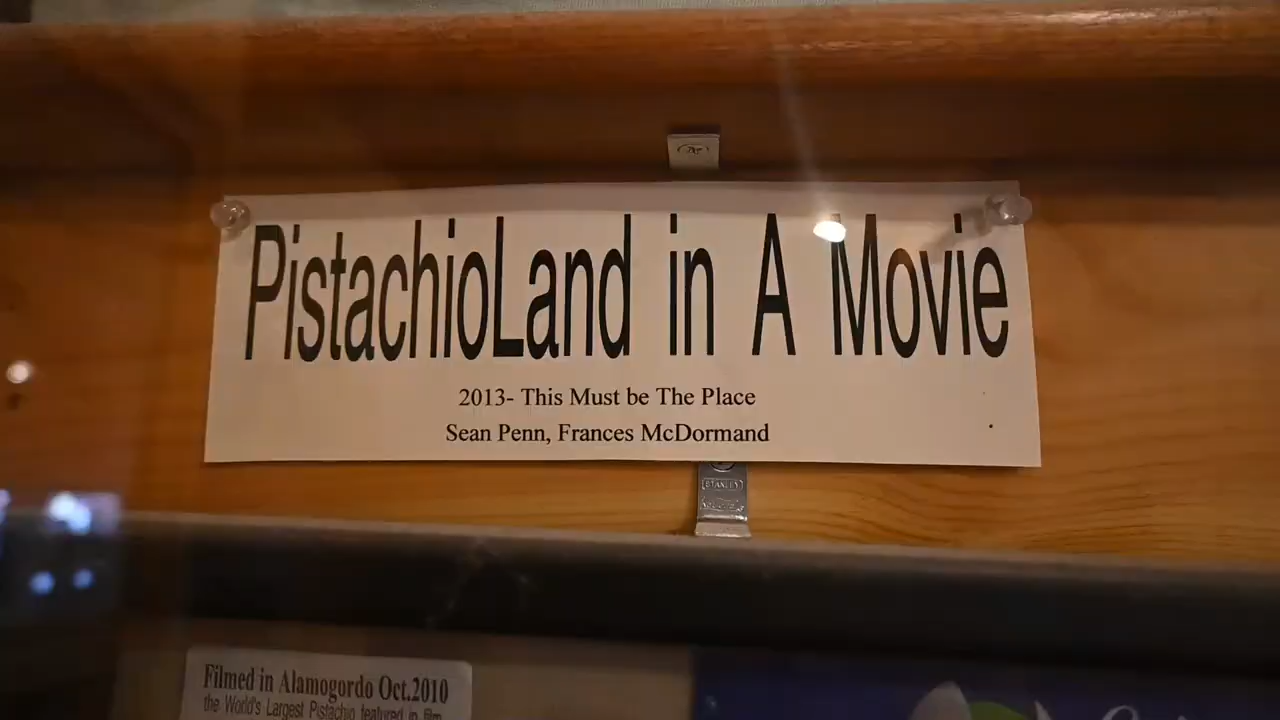 PistachioLand in A Movie
2013- This Must be The Place
Sean Penn, Frances McDormand
STANLEY
Filmed in Alamogordo Oct.2010
the World's Largest Pistachio featured in film